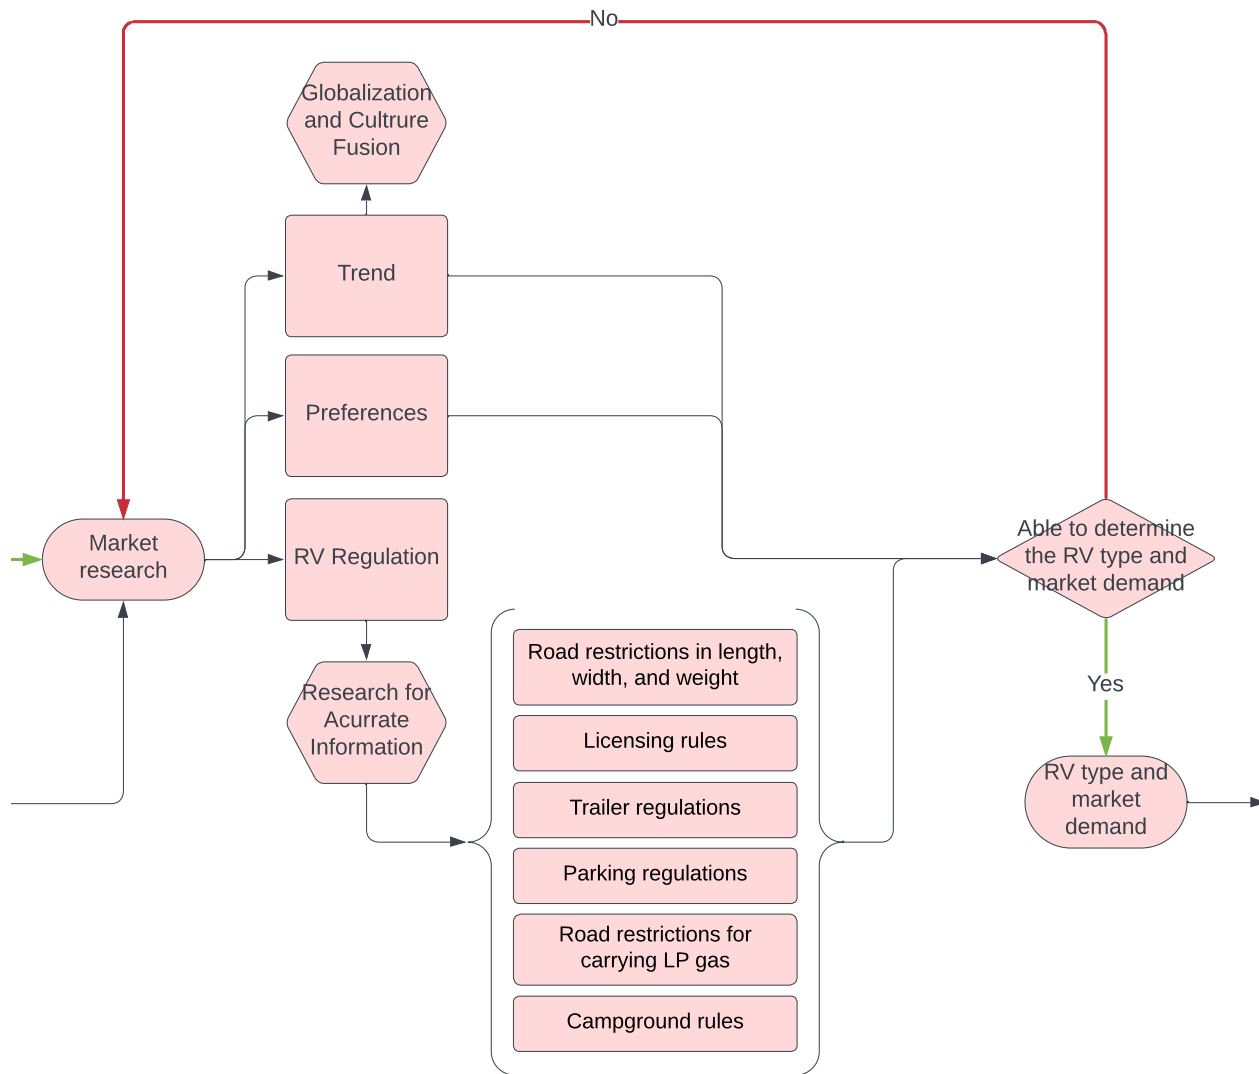 No
Globalization
and Cultrure
Fusion
Trend
Preferences
Market
research
RV Regulation
Able to determine
the RV type and
market demand
Research for
Acurrate
Information
Road restrictions in length,
width, and weight
Licensing rules
Trailer regulations
Parking regulations
Road restrictions for
carrying LP gas
Campground rules
Yes
RV type and
market
demand